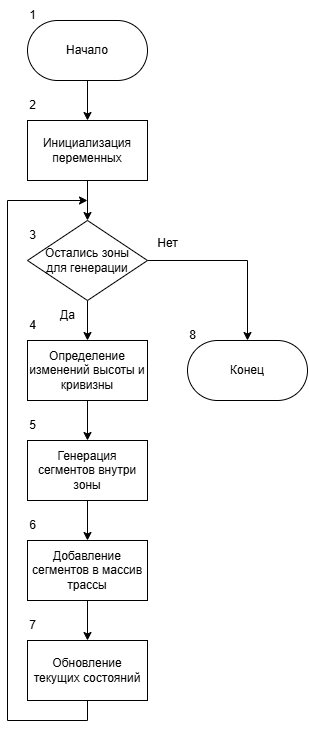 1
Начало
2
Инициализация
переменных
3
Остались зоны
для генерации
Нет
Да
4
Определение
изменений высоты и
кривизны
8
Конец
5
Генерация
сегментов внутри
зоны
6
Добавление
сегментов в массив
трассы
7
Обновление
текущих состояний